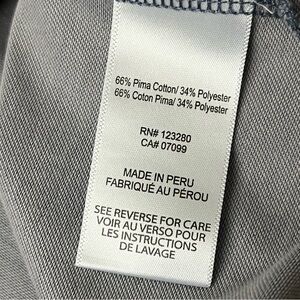 66% Pima Cotton/ 34% Polyester
66% Coton Pima/ 34% Polyester
RN# 123280
CA# 07099
MADE IN PERU
FABRIQUÉ AU PÉROU
SEE REVERSE FOR CARE
VOIR AU VERSO POUR
LES INSTRUCTIONS
DE LAVAGE